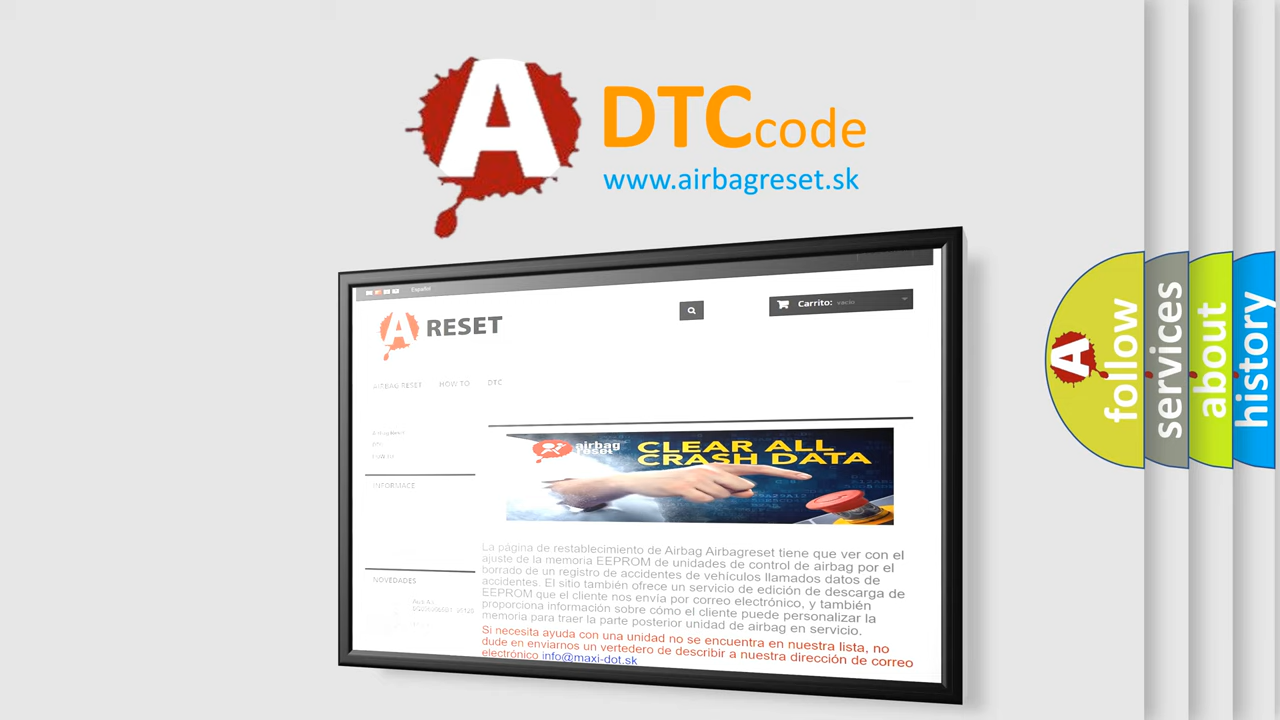 A DTC code
www.airbagreset.sk
Español
A RESET
Carrito: vacío
AIRBAG RESET HOW TO DTC
Airbag Reset
INFORMACE
airbag
reset
CLEAR ALL
CRASH DATA
La página de restablecimiento de Airbag Airbagreset tiene que ver con el
ajuste de la memoria EEPROM de unidades de control de airbag por el
borrado de un registro de accidentes de vehículos llamados datos de
accidentes. El sitio también ofrece un servicio de edición de descarga de
EEPROM que el cliente nos envía por correo electrónico, y también
proporciona información sobre cómo el cliente puede personalizar la
memoria para traer la parte posterior unidad de airbag en servicio.
Si necesita ayuda con una unidad no se encuentra en nuestra lista, no
dude en enviarnos un vertedero de describir a nuestra dirección de correo
electrónico info@maxi-dot.sk
NOVEDADES
A
follow
services
about
history